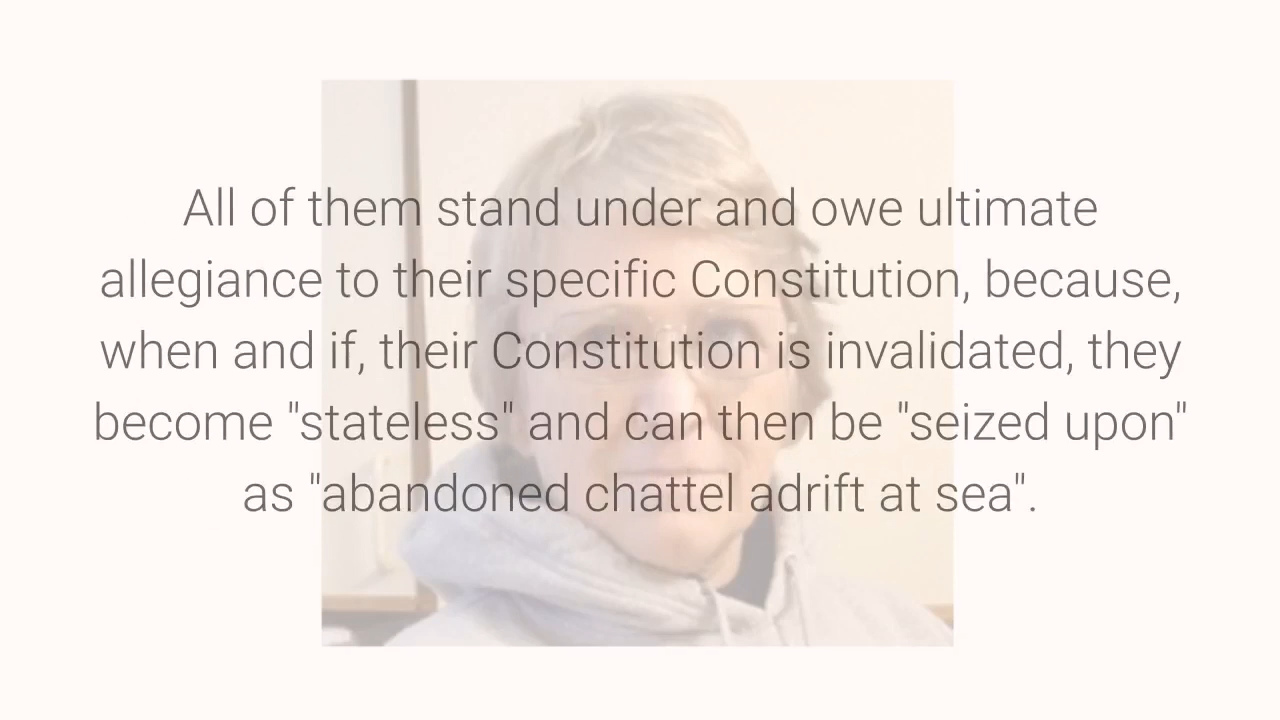 All of them stand under and owe ultimate
allegiance to their specific Constitution, because,
when and if, their Constitution is invalidated, they
become "stateless" and can then be "seized upon"
as "abandoned chattel adrift at sea".